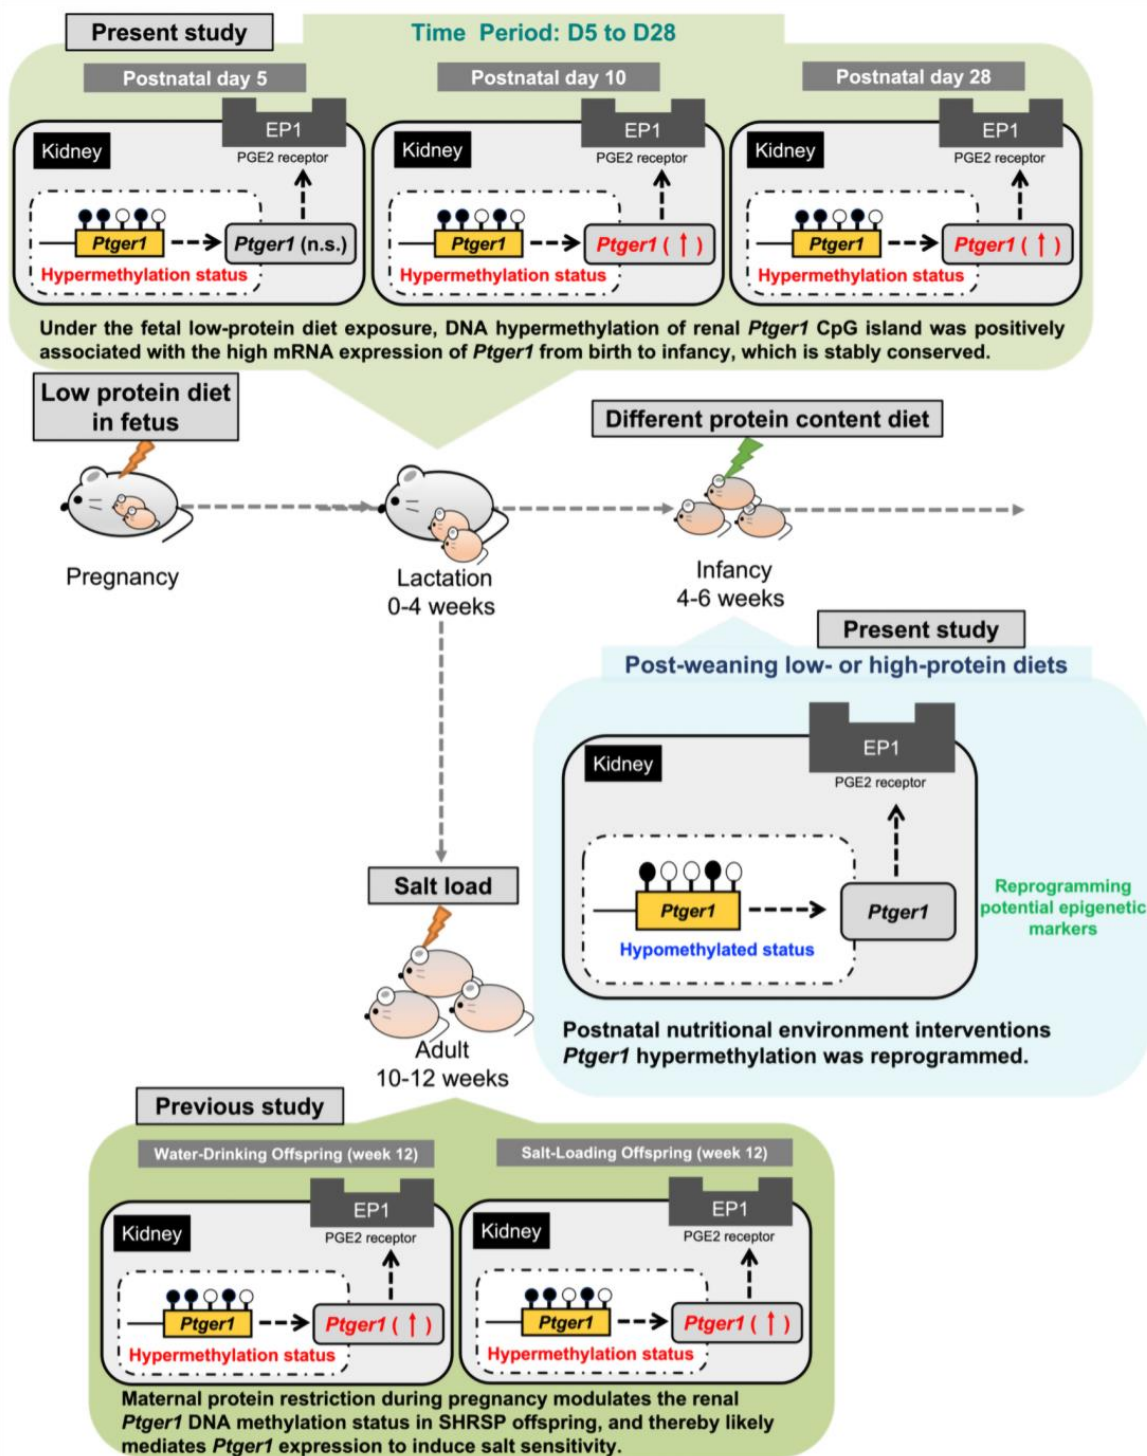 Present study
Time Period: D5 to D28
Postnatal day 5
Postnatal day 10
Postnatal day 28
EP1
Kidney
PGE2 receptor
Ptger1
Ptger1 (n.s.)
Hypermethylation status
EP1
Kidney
PGE2 receptor
Ptger1
Ptger1 ( ↑ )
Hypermethylation status
EP1
Kidney
PGE2 receptor
Ptger1
Ptger1 ( ↑ )
Hypermethylation status
Under the fetal low-protein diet exposure, DNA hypermethylation of renal Ptger1 CpG island was positively
associated with the high mRNA expression of Ptger1 from birth to infancy, which is stably conserved.
Low protein diet
in fetus
Different protein content diet
Pregnancy
Lactation
0-4 weeks
Infancy
4-6 weeks
Present study
Post-weaning low- or high-protein diets
EP1
Kidney
PGE2 receptor
Ptger1
Ptger1
Hypomethylated status
Reprogramming
potential epigenetic
markers
Postnatal nutritional environment interventions
Ptger1 hypermethylation was reprogrammed.
Salt load
Adult
10-12 weeks
Previous study
Water-Drinking Offspring (week 12)
Salt-Loading Offspring (week 12)
EP1
Kidney
PGE2 receptor
Ptger1
Ptger1 ( ↑ )
Hypermethylation status
EP1
Kidney
PGE2 receptor
Ptger1
Ptger1 ( ↑ )
Hypermethylation status
Maternal protein restriction during pregnancy modulates the renal
Ptger1 DNA methylation status in SHRSP offspring, and thereby likely
mediates Ptger1 expression to induce salt sensitivity.